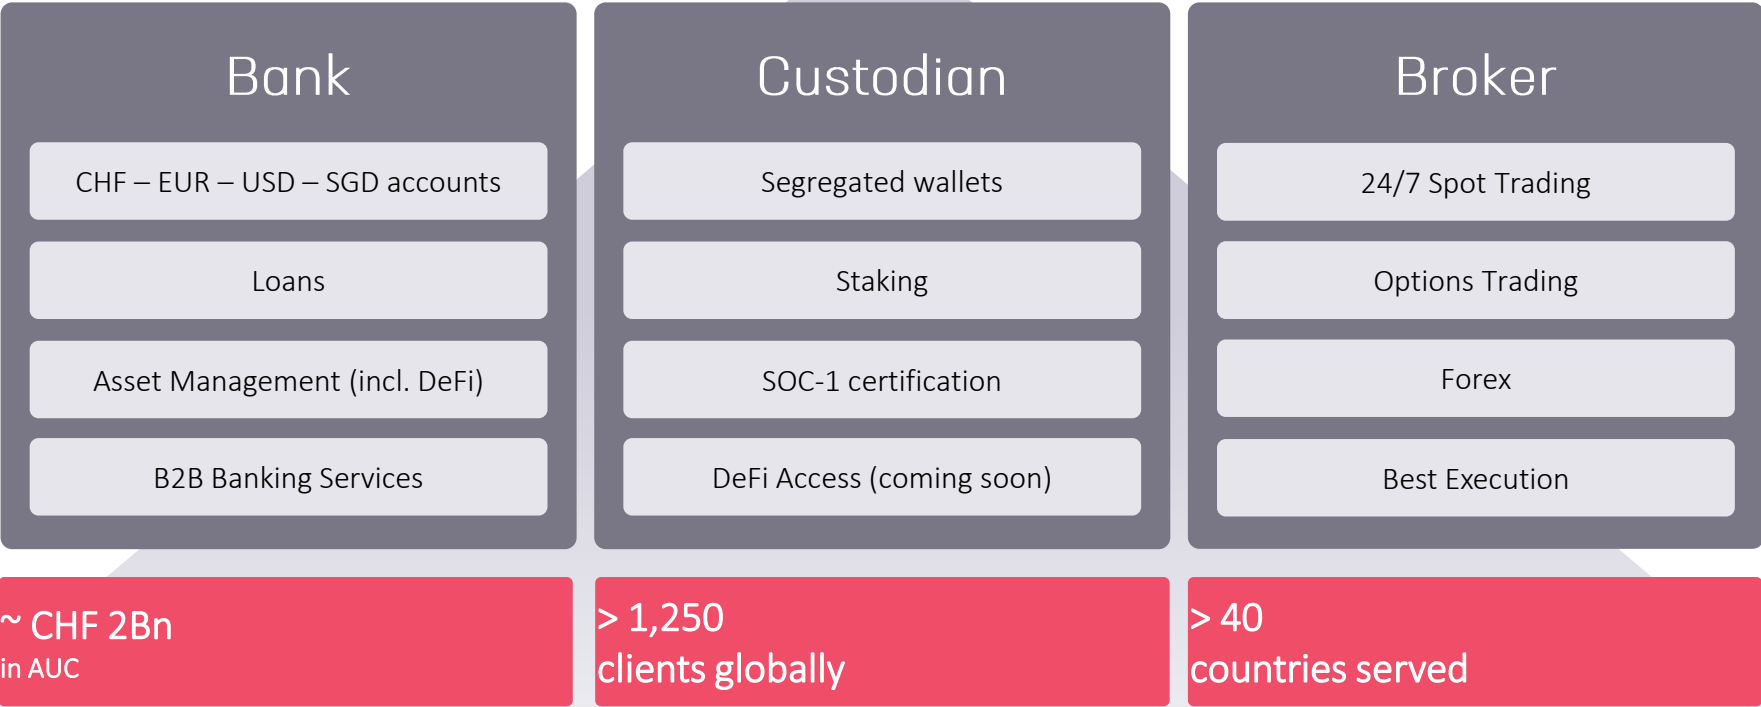 Bank
CHF – EUR – USD – SGD accounts
Loans
Asset Management (incl. DeFi)
B2B Banking Services
Custodian
Segregated wallets
Staking
SOC-1 certification
DeFi Access (coming soon)
Broker
24/7 Spot Trading
Options Trading
Forex
Best Execution
~ CHF 2Bn
in AUC
> 1,250
clients globally
> 40
countries served